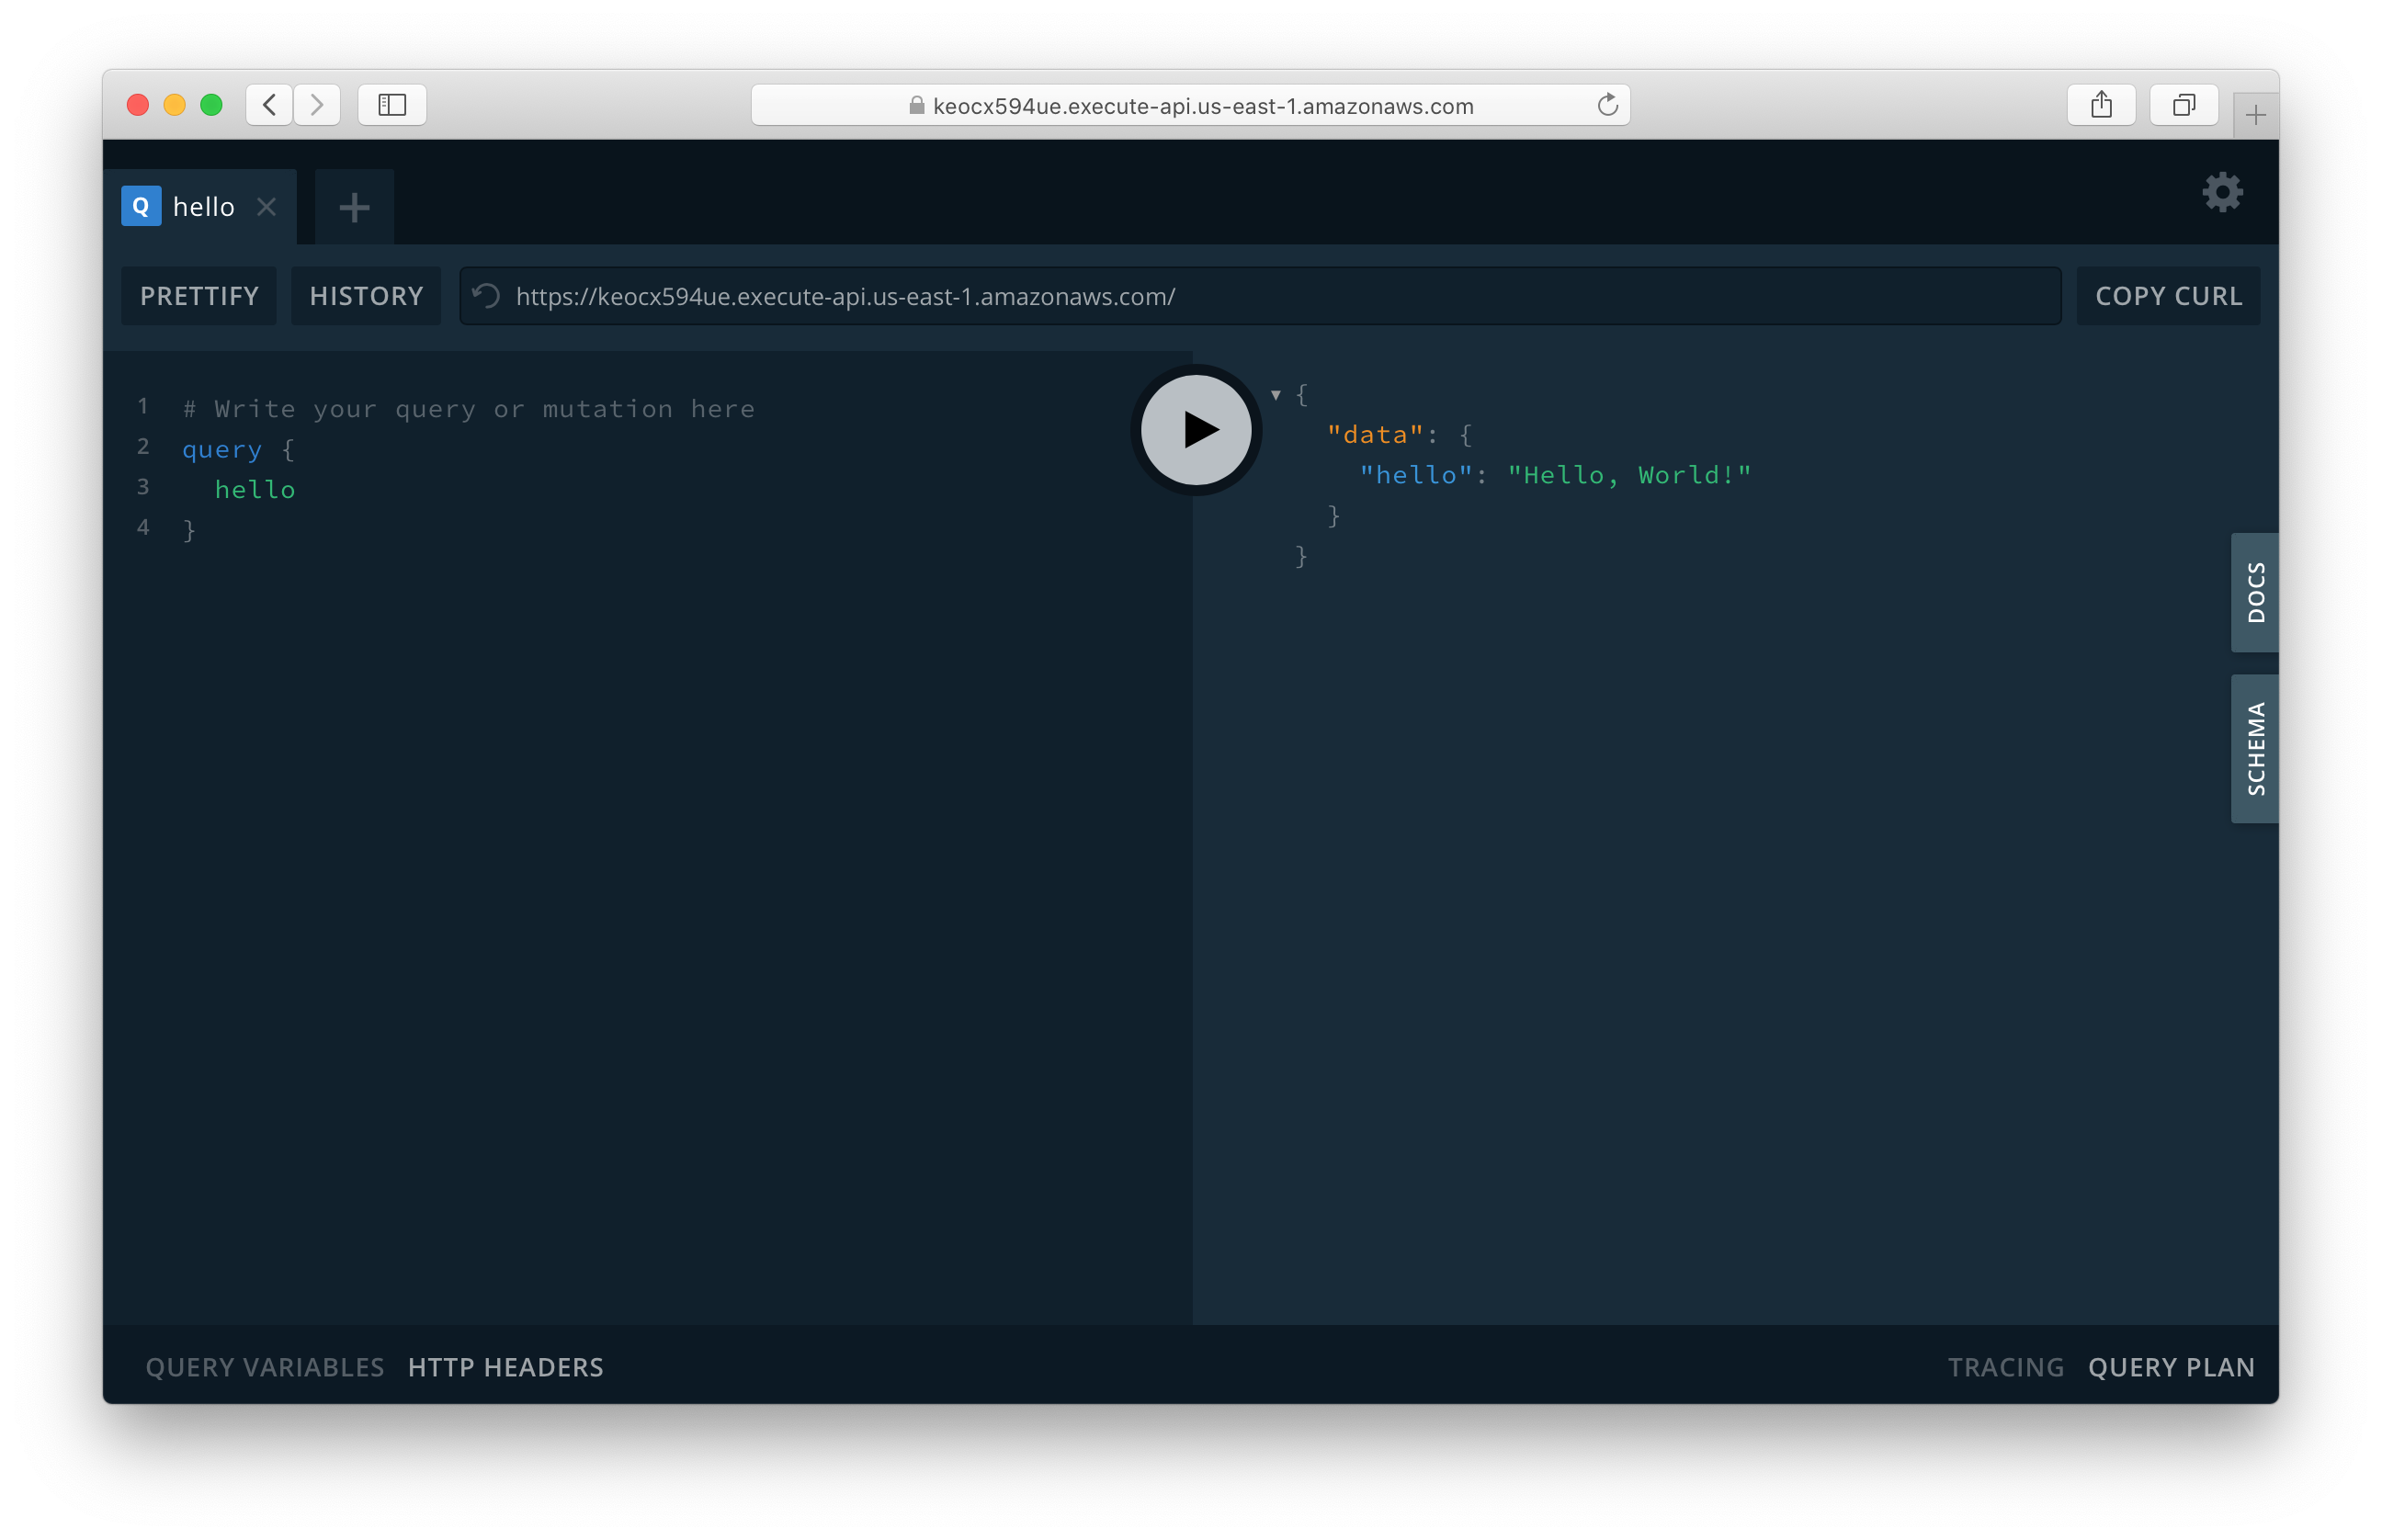 keocx594ue.execute-api.us-east-1.amazonaws.com
Q hello
PRETTIFY HISTORY https://keocx594ue.execute-api.us-east-1.amazonaws.com/ COPY CURL
1 # Write your query or mutation here
2 query {
3 hello
4 }
{
"data": {
"hello": "Hello, World!"
}
}
DOCS
SCHEMA
QUERY VARIABLES HTTP HEADERS
TRACING QUERY PLAN